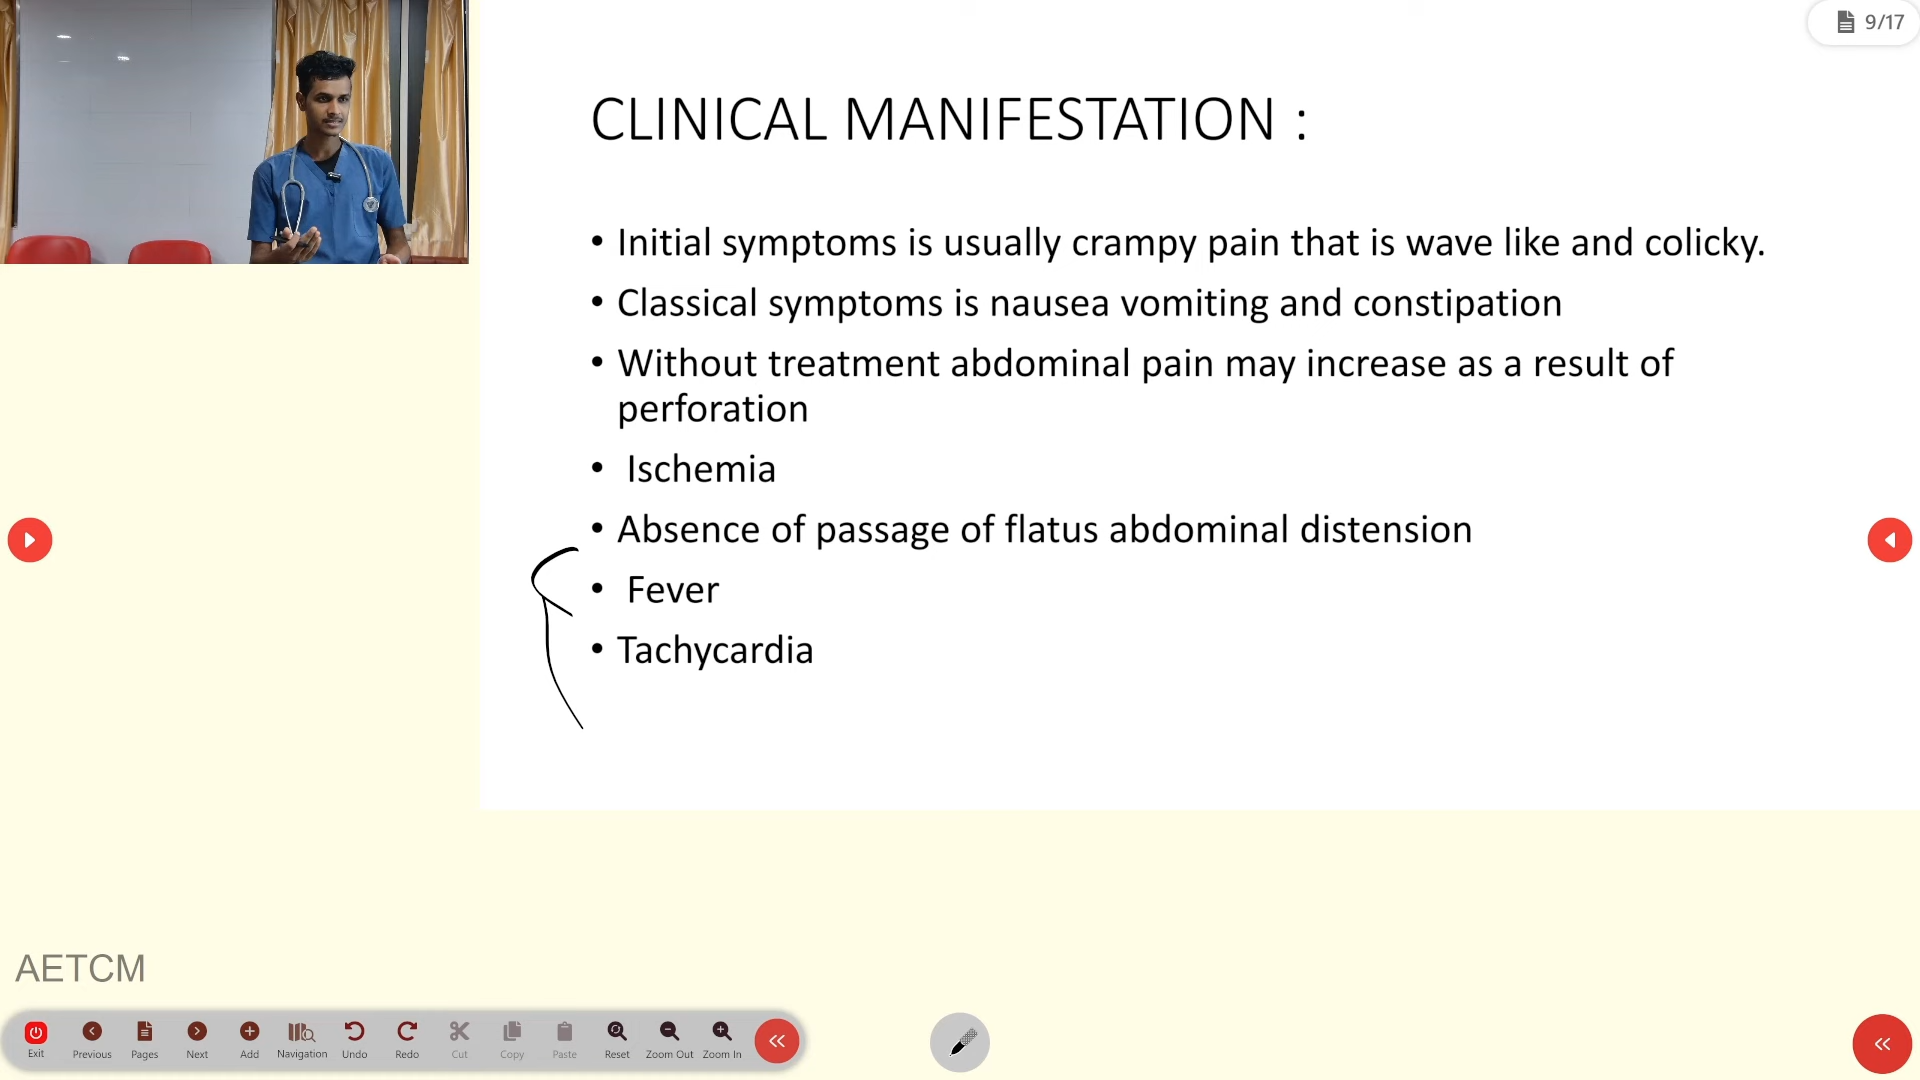 9/17
CLINICAL MANIFESTATION :
• Initial symptoms is usually crampy pain that is wave like and colicky.
• Classical symptoms is nausea vomiting and constipation
• Without treatment abdominal pain may increase as a result of
perforation
• Ischemia
• Absence of passage of flatus abdominal distension
• Fever
• Tachycardia
AETCM
Exit Previous Pages Next Add Navigation Undo Redo Cut Copy Paste Reset Zoom Out Zoom In